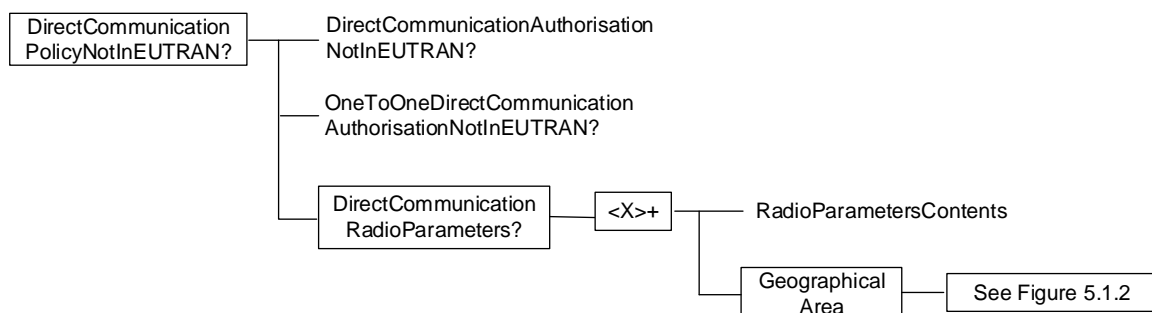 DirectCommunication
PolicyNotInEUTRAN?
DirectCommunicationAuthorisation
NotInEUTRAN?
OneToOneDirectCommunication
AuthorisationNotInEUTRAN?
DirectCommunication
RadioParameters?
<X>+
RadioParametersContents
Geographical
Area
See Figure 5.1.2